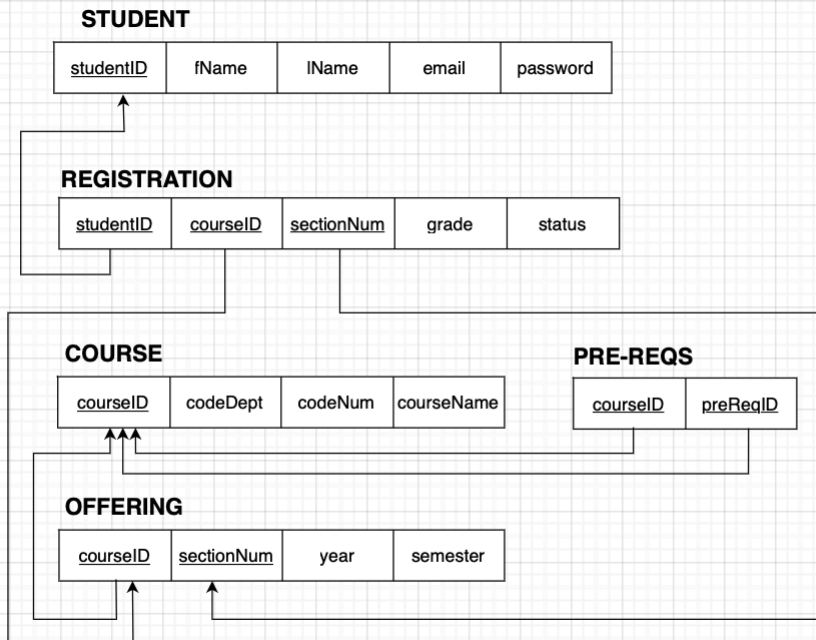 STUDENT
studentID fName lName email password
REGISTRATION
studentID courseID sectionNum grade status
COURSE
courseID codeDept codeNum courseName
PRE-REQS
courseID preReqID
OFFERING
courseID sectionNum year semester